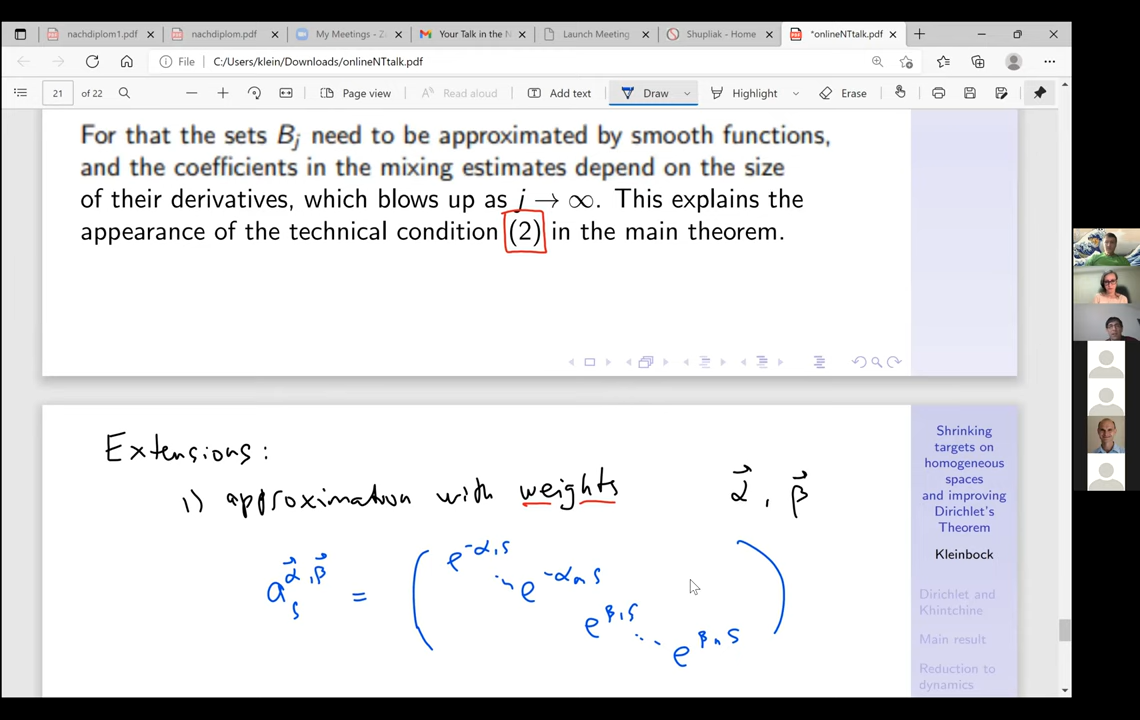 nachdiplom1.pdf
nachdiplom.pdf
My Meetings - Z
Your Talk in the N
Launch Meeting
Shupliak - Home
*onlineNTtalk.pdf
File C:/Users/klein/Downloads/onlineNTtalk.pdf
21 of 22
Page view
Read aloud
Add text
Draw
Highlight
Erase
For that the sets B_j need to be approximated by smooth functions,
and the coefficients in the mixing estimates depend on the size
of their derivatives, which blows up as j → ∞. This explains the
appearance of the technical condition (2) in the main theorem.
Extensions:
1) approximation with weights α⃗, β⃗
a_s^{α⃗,β⃗} = ( e^{-α₁s} ⋱ e^{-α_m s} e^{β₁s} ⋱ e^{β_n s} )
Shrinking
targets on
homogeneous
spaces
and improving
Dirichlet's
Theorem
Kleinbock
Dirichlet and
Khintchine
Main result
Reduction to
dynamics